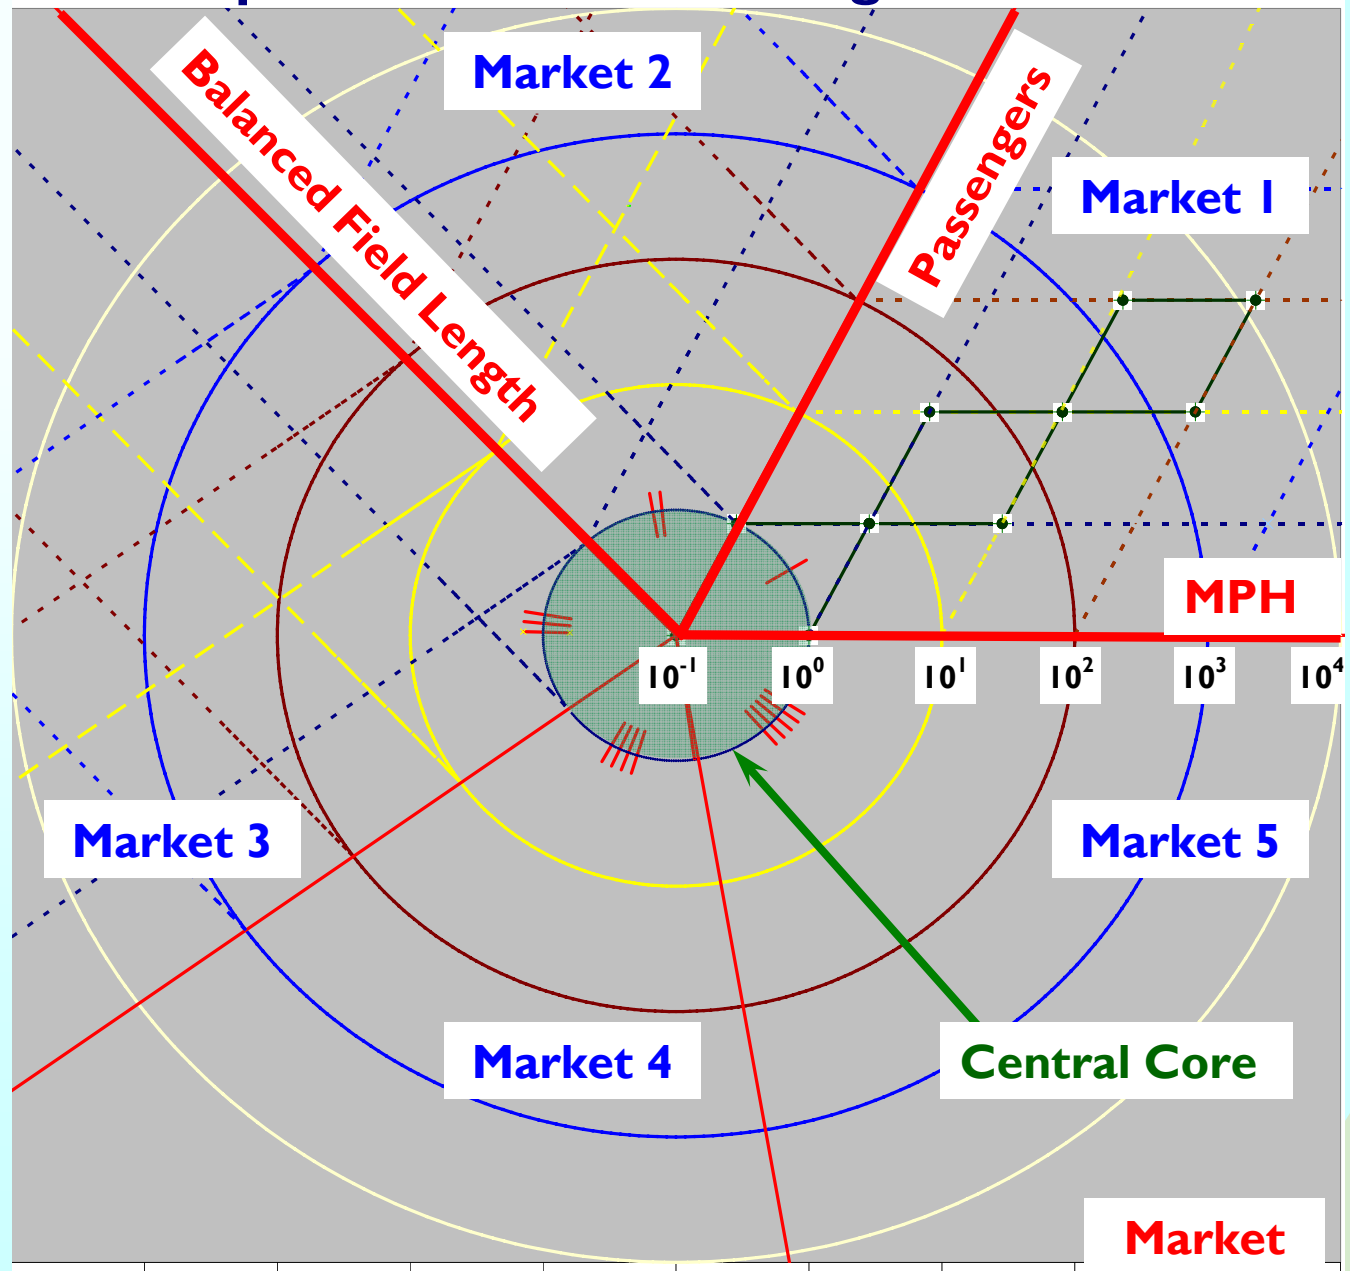 Market 2
Balanced Field Length
Passengers
Market 1
MPH
10⁻¹ 10⁰ 10¹ 10² 10³ 10⁴
Market 3
Market 5
Market 4
Central Core
Market